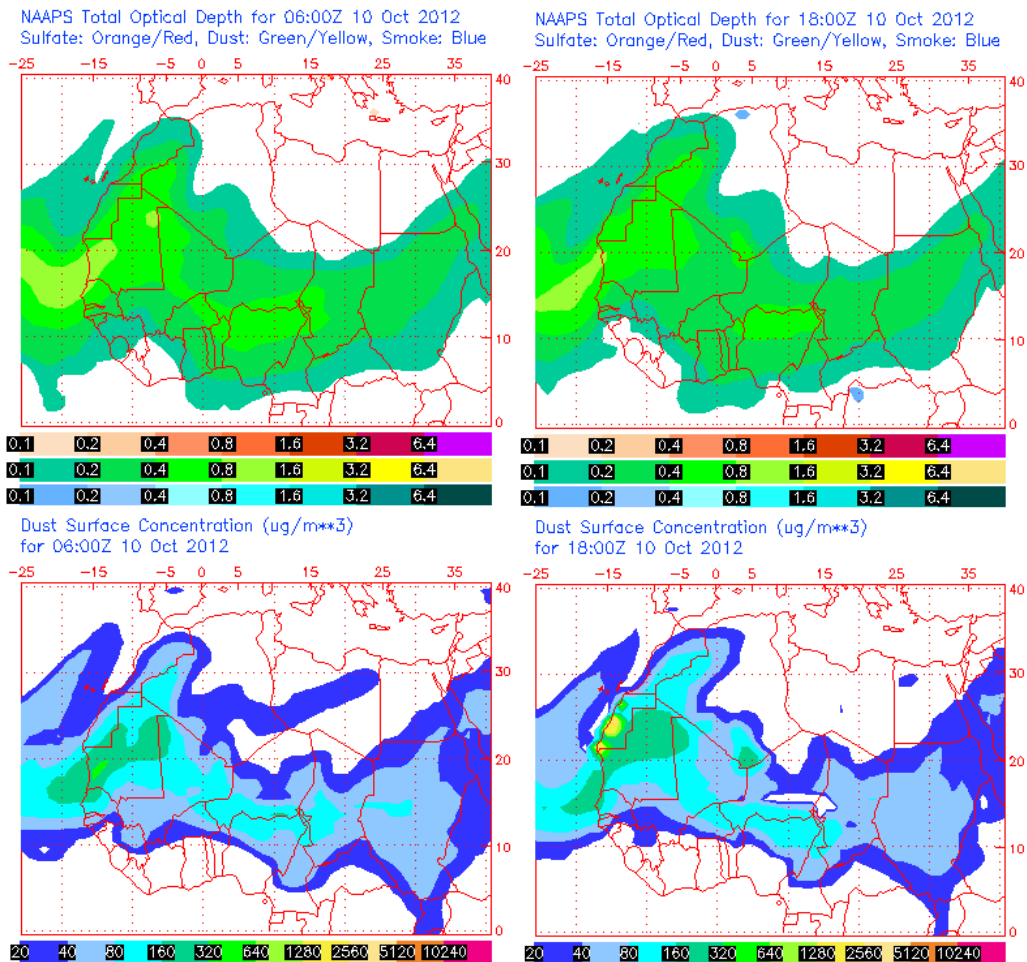 NAAPS Total Optical Depth for 06:00Z 10 Oct 2012
Sulfate: Orange/Red, Dust: Green/Yellow, Smoke: Blue
-25 -15 -5 0 5 15 25 35
40
30
20
10
0
0.1 0.2 0.4 0.8 1.6 3.2 6.4
0.1 0.2 0.4 0.8 1.6 3.2 6.4
0.1 0.2 0.4 0.8 1.6 3.2 6.4
NAAPS Total Optical Depth for 18:00Z 10 Oct 2012
Sulfate: Orange/Red, Dust: Green/Yellow, Smoke: Blue
-25 -15 -5 0 5 15 25 35
40
30
20
10
0
0.1 0.2 0.4 0.8 1.6 3.2 6.4
0.1 0.2 0.4 0.8 1.6 3.2 6.4
0.1 0.2 0.4 0.8 1.6 3.2 6.4
Dust Surface Concentration (ug/m**3)
for 06:00Z 10 Oct 2012
-25 -15 -5 0 5 15 25 35
40
30
20
10
0
20 40 80 160 320 640 1280 2560 5120 10240
Dust Surface Concentration (ug/m**3)
for 18:00Z 10 Oct 2012
-25 -15 -5 0 5 15 25 35
40
30
20
10
0
20 40 80 160 320 640 1280 2560 5120 10240